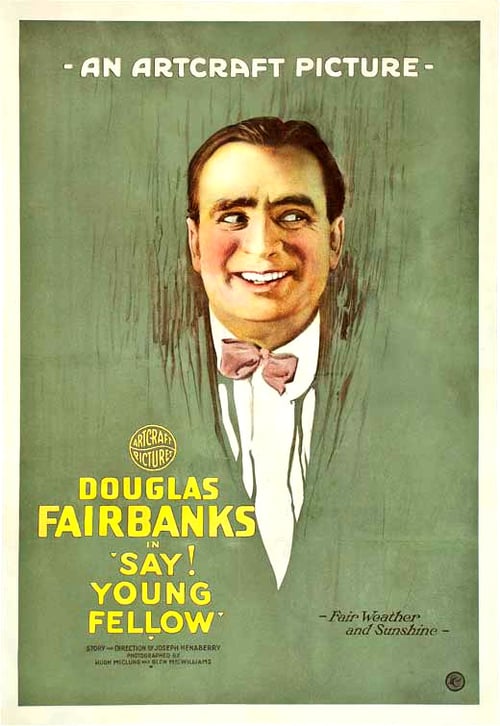 - AN ARTCRAFT PICTURE -
ARTCRAFT
PICTURES
DOUGLAS
FAIRBANKS
IN
"SAY!
YOUNG
FELLOW"
STORY AND DIRECTION BY JOSEPH HENABERRY
PHOTOGRAPHED BY
HUGH McCLUNG AND GLEN MacWILLIAMS
- Fair Weather
and Sunshine -